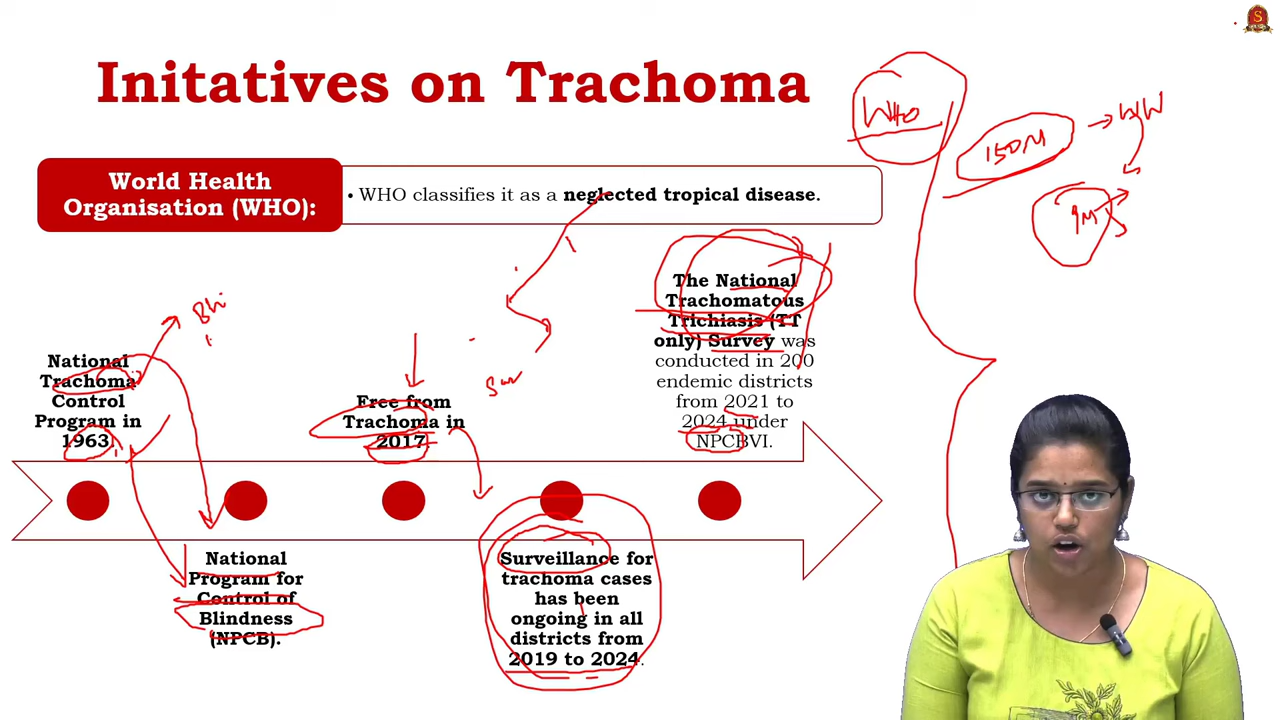 Initatives on Trachoma
World Health
Organisation (WHO):
• WHO classifies it as a neglected tropical disease.
National
Trachoma
Control
Program in
1963.
National
Program for
Control of
Blindness
(NPCB).
Free from
Trachoma in
2017
Surveillance for
trachoma cases
has been
ongoing in all
districts from
2019 to 2024.
The National
Trachomatous
Trichiasis (TT
only) Survey was
conducted in 200
endemic districts
from 2021 to
2024 under
NPCBVI.
WHO
150M
Bli
Sur
S